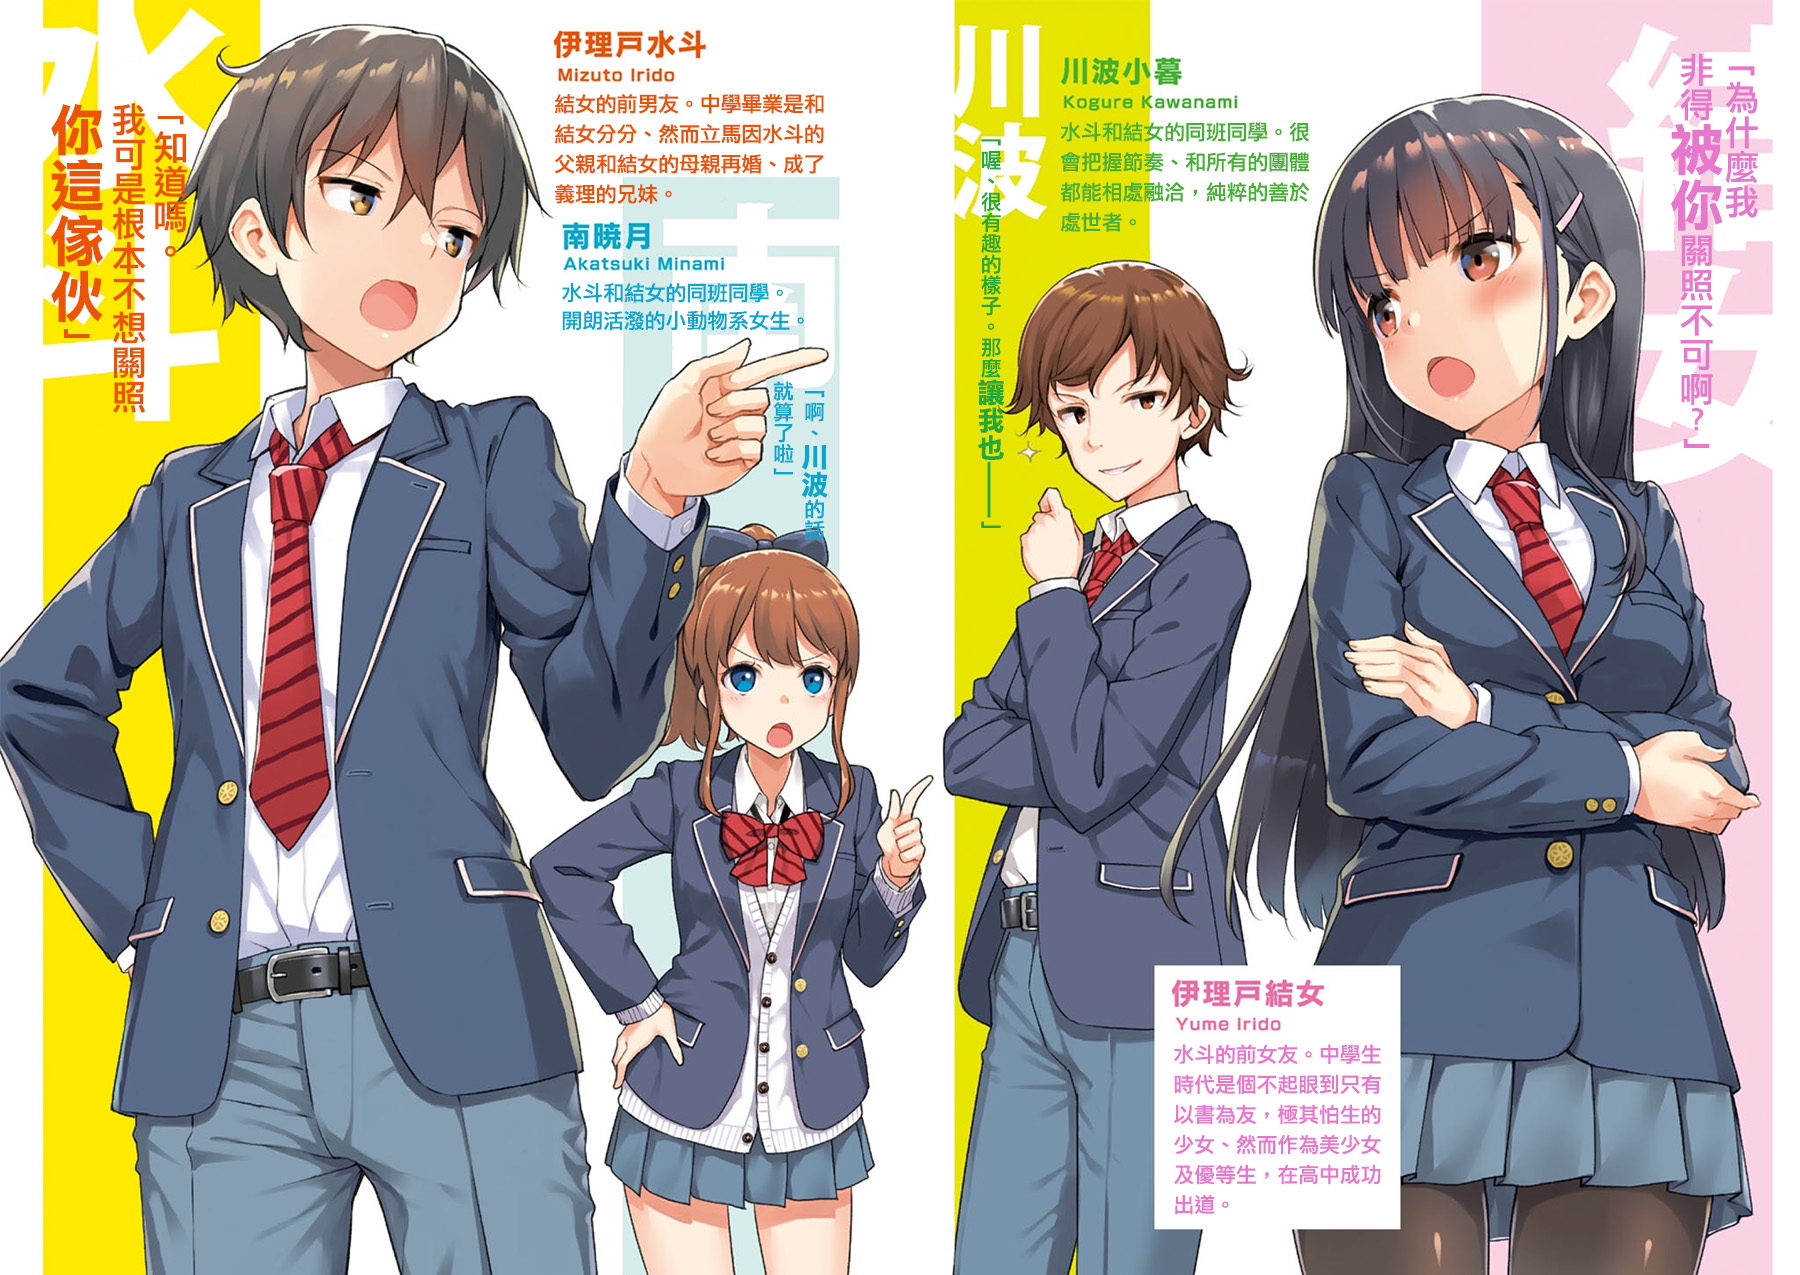 水斗
「知道嗎。
我可是根本不想關照
你這傢伙」
伊理戸水斗
Mizuto Irido
結女的前男友。中學畢業是和
結女分分、然而立馬因水斗的
父親和結女的母親再婚、成了
義理的兄妹。
南
南暁月
Akatsuki Minami
水斗和結女的同班同學。
開朗活潑的小動物系女生。
「啊、川波的話
就算了啦」
川波
「喔、很有趣的樣子。那麼讓我也——」
川波小暮
Kogure Kawanami
水斗和結女的同班同學。很
會把握節奏、和所有的團體
都能相處融洽，純粹的善於
處世者。
結女
「為什麼我
非得被你關照不可啊？」
伊理戸結女
Yume Irido
水斗的前女友。中學生
時代是個不起眼到只有
以書為友，極其怕生的
少女、然而作為美少女
及優等生，在高中成功
出道。